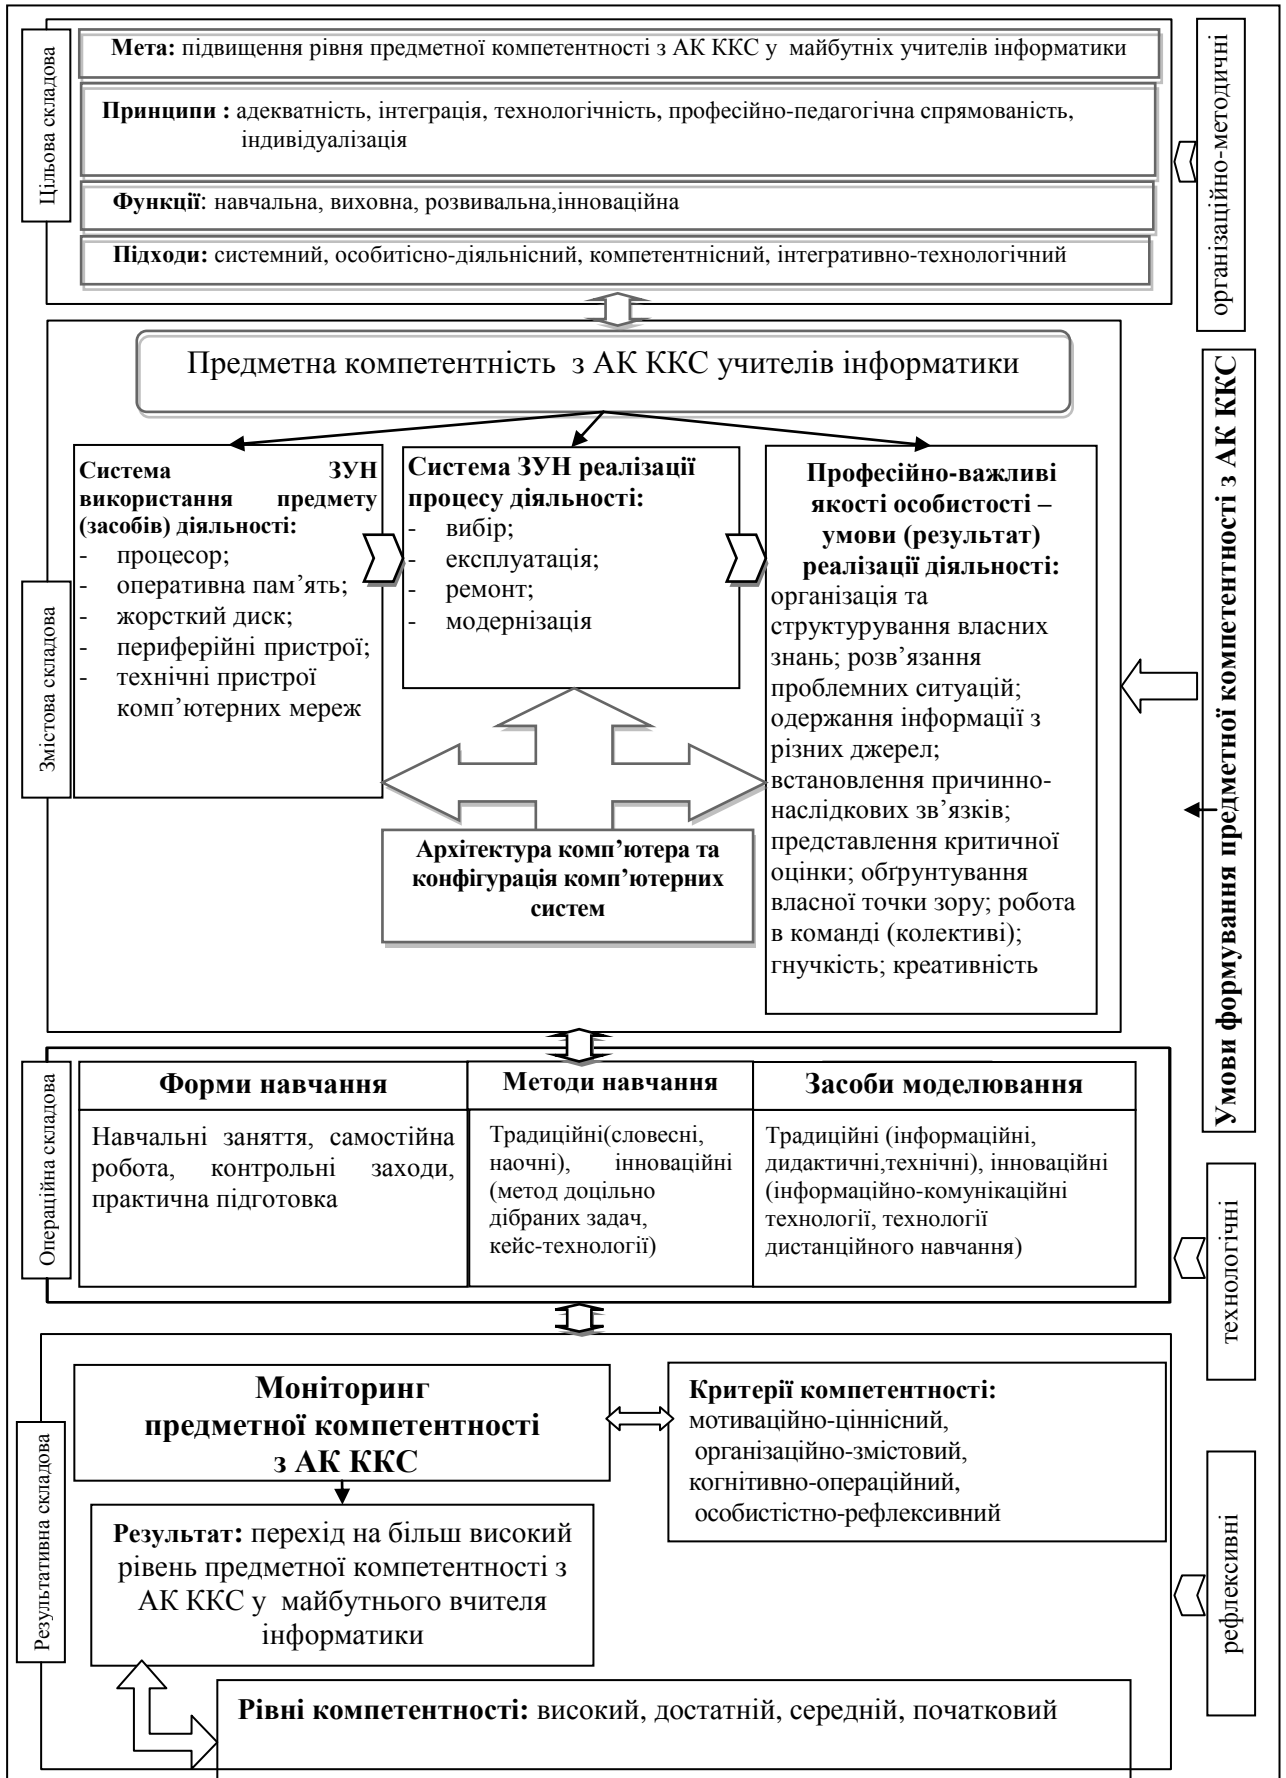 Цільова складова
Мета: підвищення рівня предметної компетентності з АК ККС у майбутніх учителів інформатики
Принципи : адекватність, інтеграція, технологічність, професійно-педагогічна спрямованість,
індивідуалізація
Функції: навчальна, виховна, розвивальна,інноваційна
Підходи: системний, особитісно-діяльнісний, компетентнісний, інтегративно-технологічний
організаційно-методичні
Змістова складова
Предметна компетентність з АК ККС учителів інформатики
Система ЗУН
використання предмету
(засобів) діяльності:
- процесор;
- оперативна пам’ять;
- жорсткий диск;
- периферійні пристрої;
- технічні пристрої
комп’ютерних мереж
Система ЗУН реалізації
процесу діяльності:
- вибір;
- експлуатація;
- ремонт;
- модернізація
Професійно-важливі
якості особистості –
умови (результат)
реалізації діяльності:
організація та
структурування власних
знань; розв’язання
проблемних ситуацій;
одержання інформації з
різних джерел;
встановлення причинно-
наслідкових зв’язків;
представлення критичної
оцінки; обґрунтування
власної точки зору; робота
в команді (колективі);
гнучкість; креативність
Архітектура комп’ютера та
конфігурація комп’ютерних
систем
Умови формування предметної компетентності з АК ККС
Операційна складова
Форми навчання
Методи навчання
Засоби моделювання
Навчальні заняття, самостійна
робота, контрольні заходи,
практична підготовка
Традиційні(словесні,
наочні), інноваційні
(метод доцільно
дібраних задач,
кейс-технології)
Традиційні (інформаційні,
дидактичні,технічні), інноваційні
(інформаційно-комунікаційні
технології, технології
дистанційного навчання)
технологічні
Результативна складова
Моніторинг
предметної компетентності
з АК ККС
Критерії компетентності:
мотиваційно-ціннісний,
організаційно-змістовий,
когнітивно-операційний,
особистістно-рефлексивний
Результат: перехід на більш високий
рівень предметної компетентності з
АК ККС у майбутнього вчителя
інформатики
Рівні компетентності: високий, достатній, середній, початковий
рефлексивні